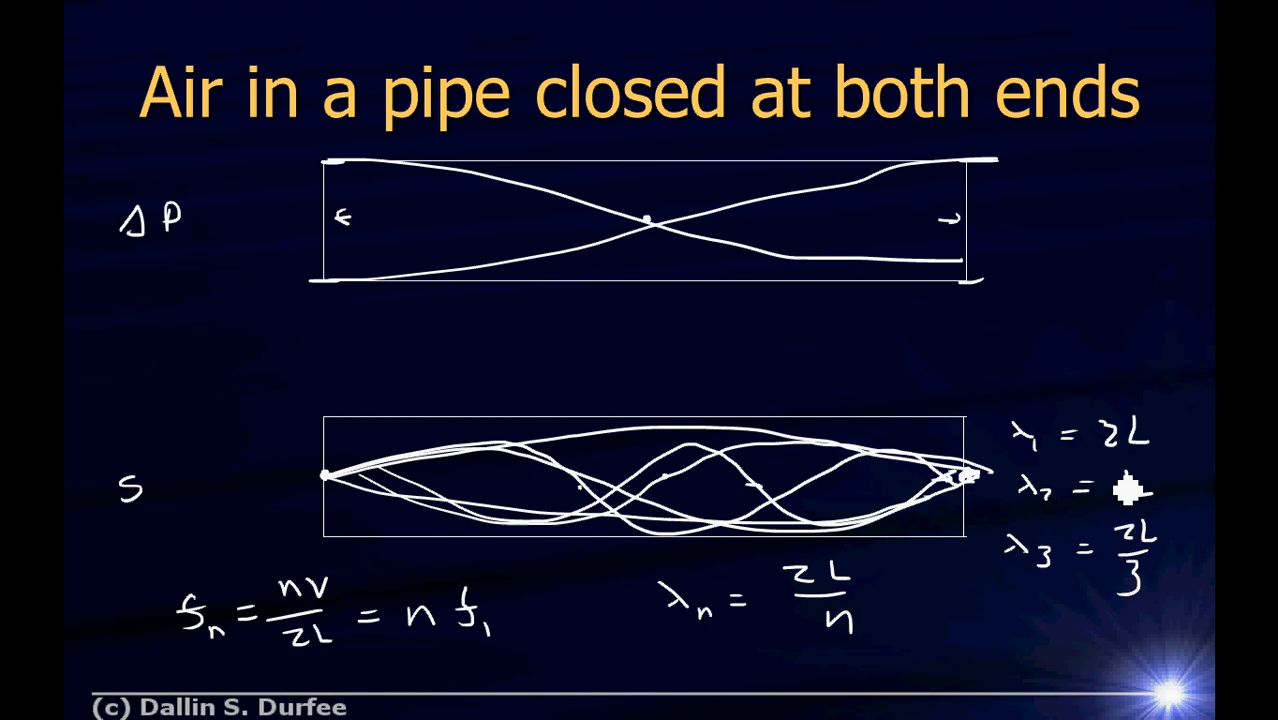 Air in a pipe closed at both ends
Δ P
S
λ₁ = 2L
λ₂ =
λ₃ = 2L/3
fₙ = nv/2L = n f₁
λₙ = 2L/n
(c) Dallin S. Durfee